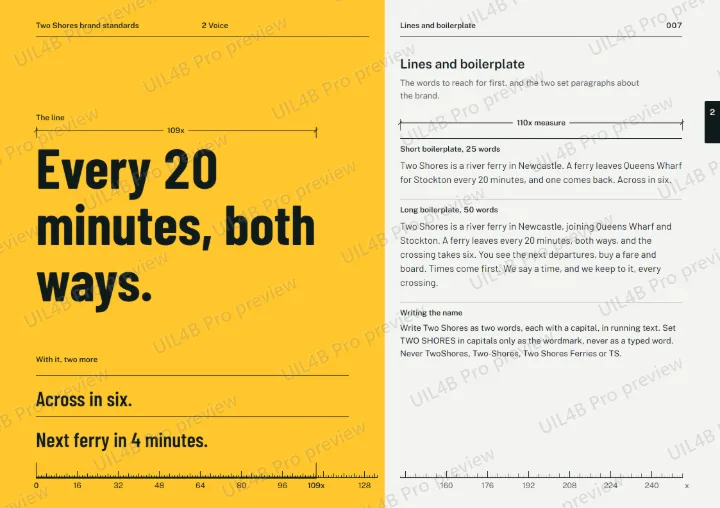 Two Shores brand standards
2 Voice
The line
109x
Every 20
minutes, both
ways.
With it, two more
Across in six.
Next ferry in 4 minutes.
0 16 32 48 64 80 96 109x 128
Lines and boilerplate
007
Lines and boilerplate
The words to reach for first, and the two set paragraphs about
the brand.
2
110x measure
Short boilerplate, 25 words
Two Shores is a river ferry in Newcastle. A ferry leaves Queens Wharf
for Stockton every 20 minutes, and one comes back. Across in six.
Long boilerplate, 50 words
Two Shores is a river ferry in Newcastle, joining Queens Wharf and
Stockton. A ferry leaves every 20 minutes, both ways, and the
crossing takes six. You see the next departures, buy a fare and
board. Times come first. We say a time, and we keep to it, every
crossing.
Writing the name
Write Two Shores as two words, each with a capital, in running text. Set
TWO SHORES in capitals only as the wordmark, never as a typed word.
Never TwoShores, Two-Shores, Two Shores Ferries or TS.
160 176 192 208 224 240 x
UIL4B Pro preview